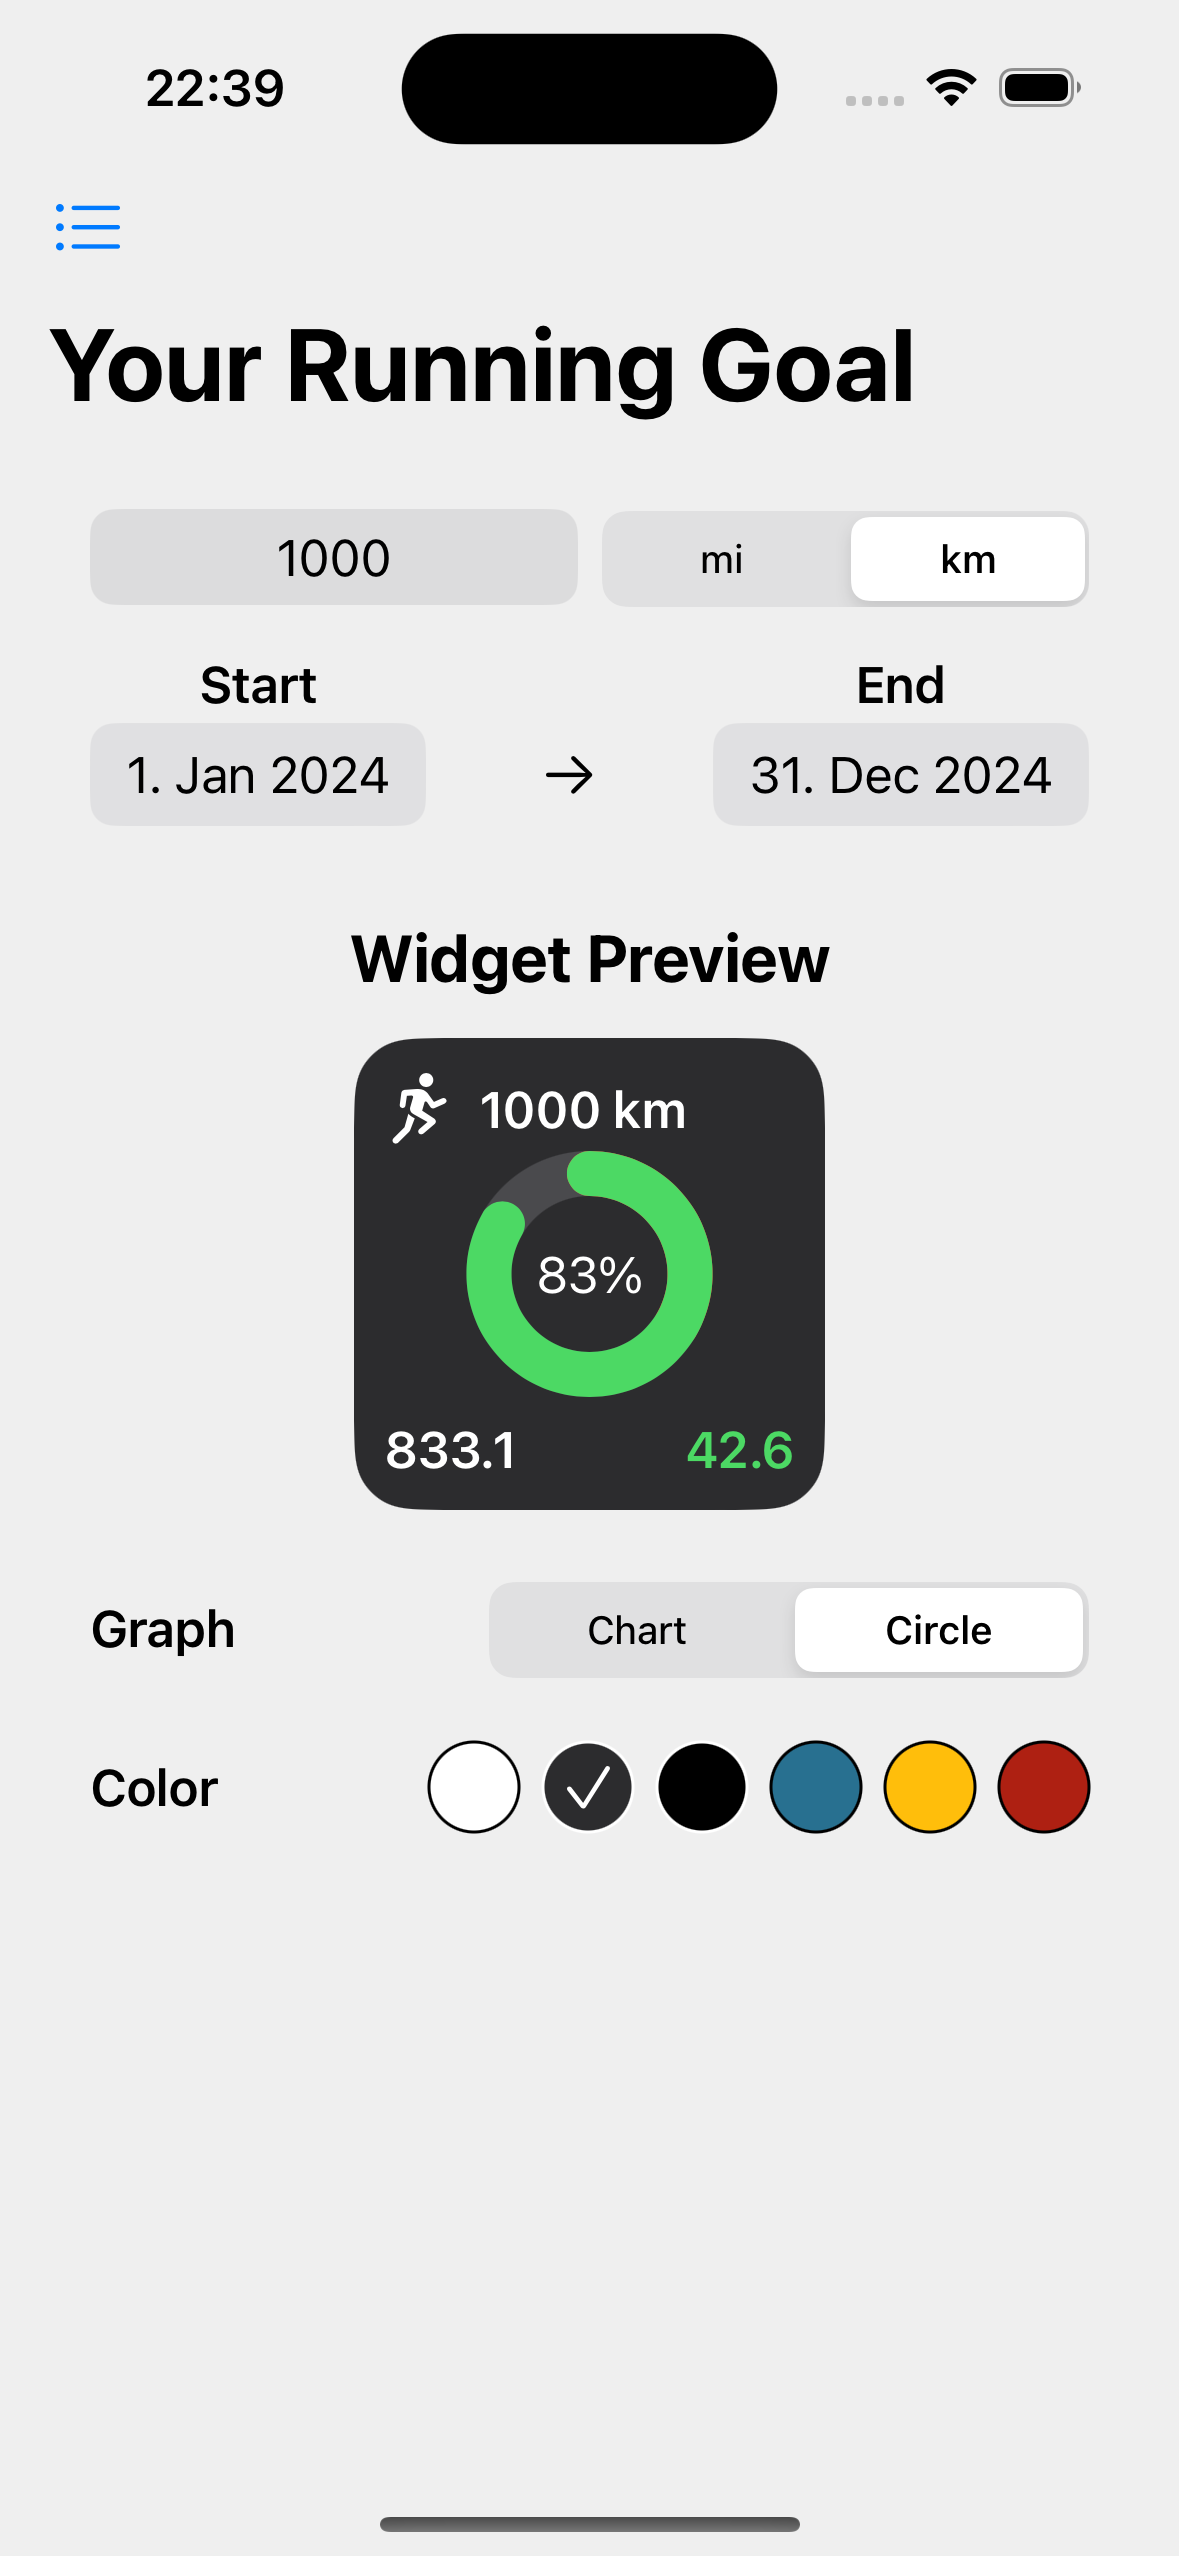 22:39
Your Running Goal
1000
mi
km
Start
End
1. Jan 2024
31. Dec 2024
Widget Preview
1000 km
83%
833.1
42.6
Graph
Chart
Circle
Color